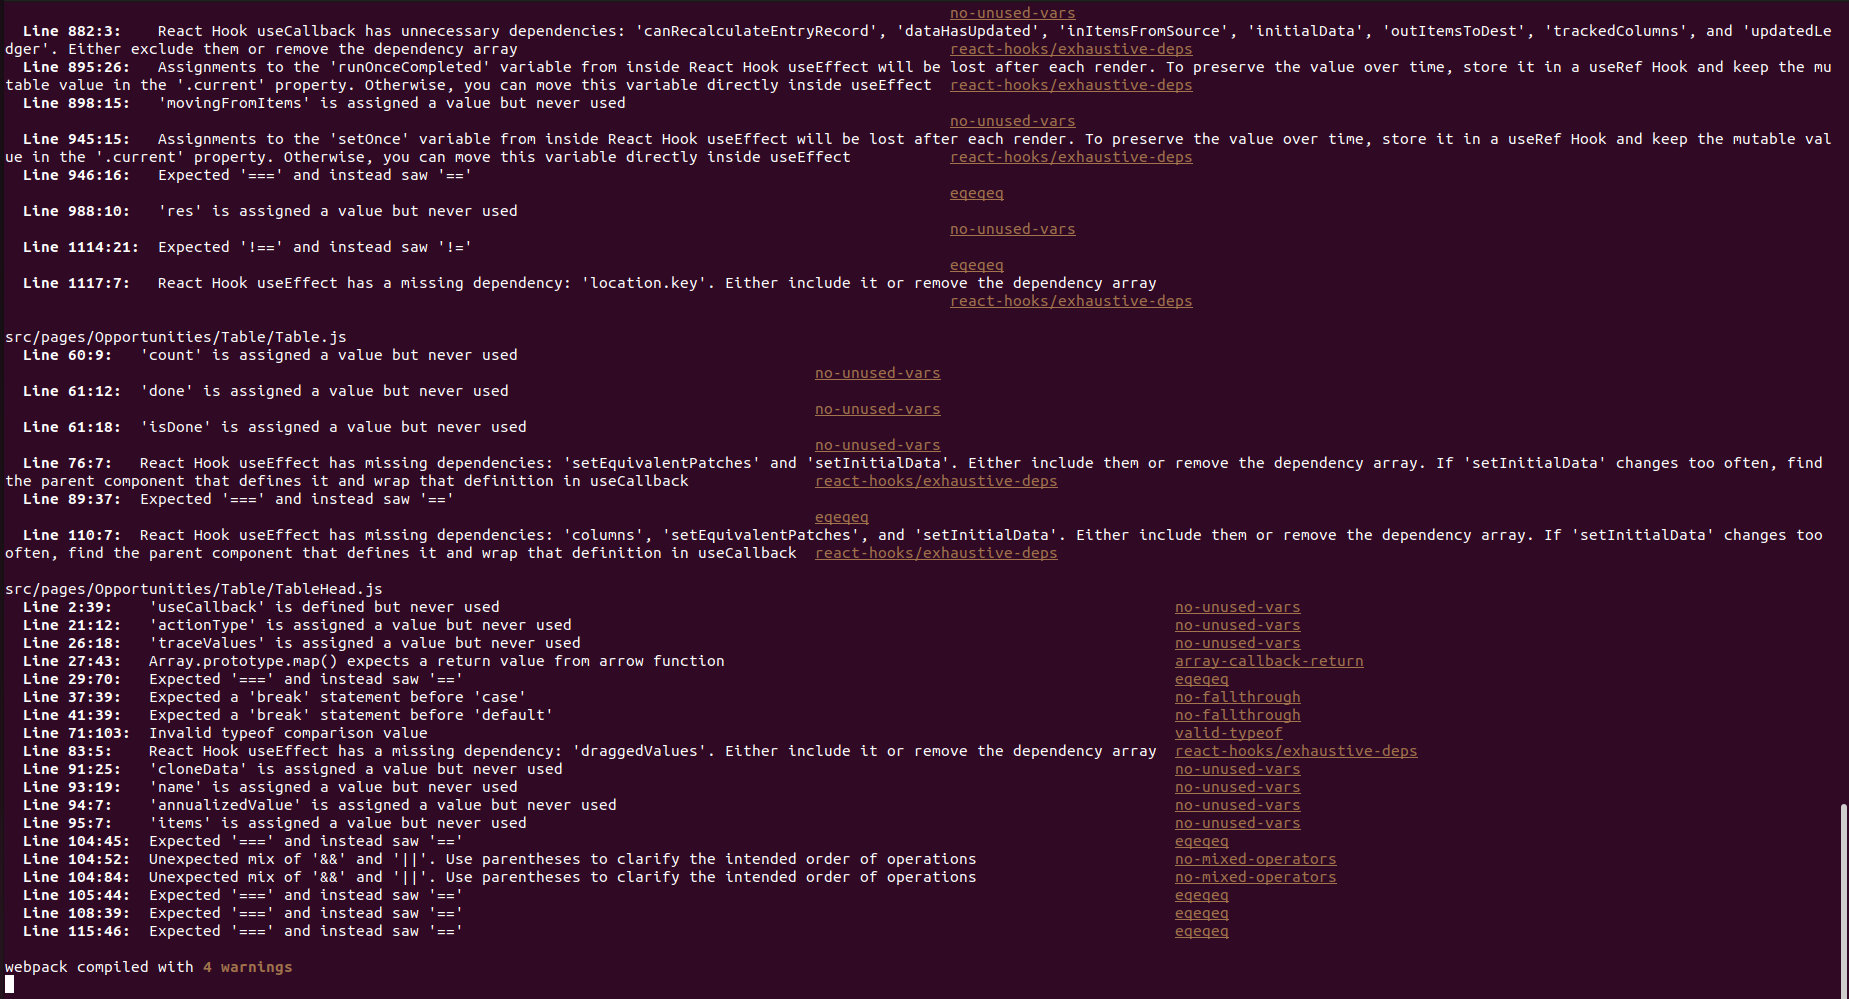 no-unused-vars
Line 882:3:    React Hook useCallback has unnecessary dependencies: 'canRecalculateEntryRecord', 'dataHasUpdated', 'inItemsFromSource', 'initialData', 'outItemsToDest', 'trackedColumns', and 'updatedLe
dger'. Either exclude them or remove the dependency array    react-hooks/exhaustive-deps
Line 895:26:   Assignments to the 'runOnceCompleted' variable from inside React Hook useEffect will be lost after each render. To preserve the value over time, store it in a useRef Hook and keep the mu
table value in the '.current' property. Otherwise, you can move this variable directly inside useEffect  react-hooks/exhaustive-deps
Line 898:15:   'movingFromItems' is assigned a value but never used
no-unused-vars
Line 945:15:   Assignments to the 'setOnce' variable from inside React Hook useEffect will be lost after each render. To preserve the value over time, store it in a useRef Hook and keep the mutable val
ue in the '.current' property. Otherwise, you can move this variable directly inside useEffect    react-hooks/exhaustive-deps
Line 946:16:   Expected '===' and instead saw '=='
eqeqeq
Line 988:10:   'res' is assigned a value but never used
no-unused-vars
Line 1114:21:  Expected '!==' and instead saw '!='
eqeqeq
Line 1117:7:   React Hook useEffect has a missing dependency: 'location.key'. Either include it or remove the dependency array
react-hooks/exhaustive-deps
src/pages/Opportunities/Table/Table.js
Line 60:9:   'count' is assigned a value but never used
no-unused-vars
Line 61:12:  'done' is assigned a value but never used
no-unused-vars
Line 61:18:  'isDone' is assigned a value but never used
no-unused-vars
Line 76:7:   React Hook useEffect has missing dependencies: 'setEquivalentPatches' and 'setInitialData'. Either include them or remove the dependency array. If 'setInitialData' changes too often, find
the parent component that defines it and wrap that definition in useCallback    react-hooks/exhaustive-deps
Line 89:37:  Expected '===' and instead saw '=='
eqeqeq
Line 110:7:  React Hook useEffect has missing dependencies: 'columns', 'setEquivalentPatches', and 'setInitialData'. Either include them or remove the dependency array. If 'setInitialData' changes too
often, find the parent component that defines it and wrap that definition in useCallback  react-hooks/exhaustive-deps
src/pages/Opportunities/Table/TableHead.js
Line 2:39:    'useCallback' is defined but never used    no-unused-vars
Line 21:12:   'actionType' is assigned a value but never used    no-unused-vars
Line 26:18:   'traceValues' is assigned a value but never used    no-unused-vars
Line 27:43:   Array.prototype.map() expects a return value from arrow function    array-callback-return
Line 29:70:   Expected '===' and instead saw '=='    eqeqeq
Line 37:39:   Expected a 'break' statement before 'case'    no-fallthrough
Line 41:39:   Expected a 'break' statement before 'default'    no-fallthrough
Line 71:103:  Invalid typeof comparison value    valid-typeof
Line 83:5:    React Hook useEffect has a missing dependency: 'draggedValues'. Either include it or remove the dependency array  react-hooks/exhaustive-deps
Line 91:25:   'cloneData' is assigned a value but never used    no-unused-vars
Line 93:19:   'name' is assigned a value but never used    no-unused-vars
Line 94:7:    'annualizedValue' is assigned a value but never used    no-unused-vars
Line 95:7:    'items' is assigned a value but never used    no-unused-vars
Line 104:45:  Expected '===' and instead saw '=='    eqeqeq
Line 104:52:  Unexpected mix of '&&' and '||'. Use parentheses to clarify the intended order of operations    no-mixed-operators
Line 104:84:  Unexpected mix of '&&' and '||'. Use parentheses to clarify the intended order of operations    no-mixed-operators
Line 105:44:  Expected '===' and instead saw '=='    eqeqeq
Line 108:39:  Expected '===' and instead saw '=='    eqeqeq
Line 115:46:  Expected '===' and instead saw '=='    eqeqeq
webpack compiled with 4 warnings